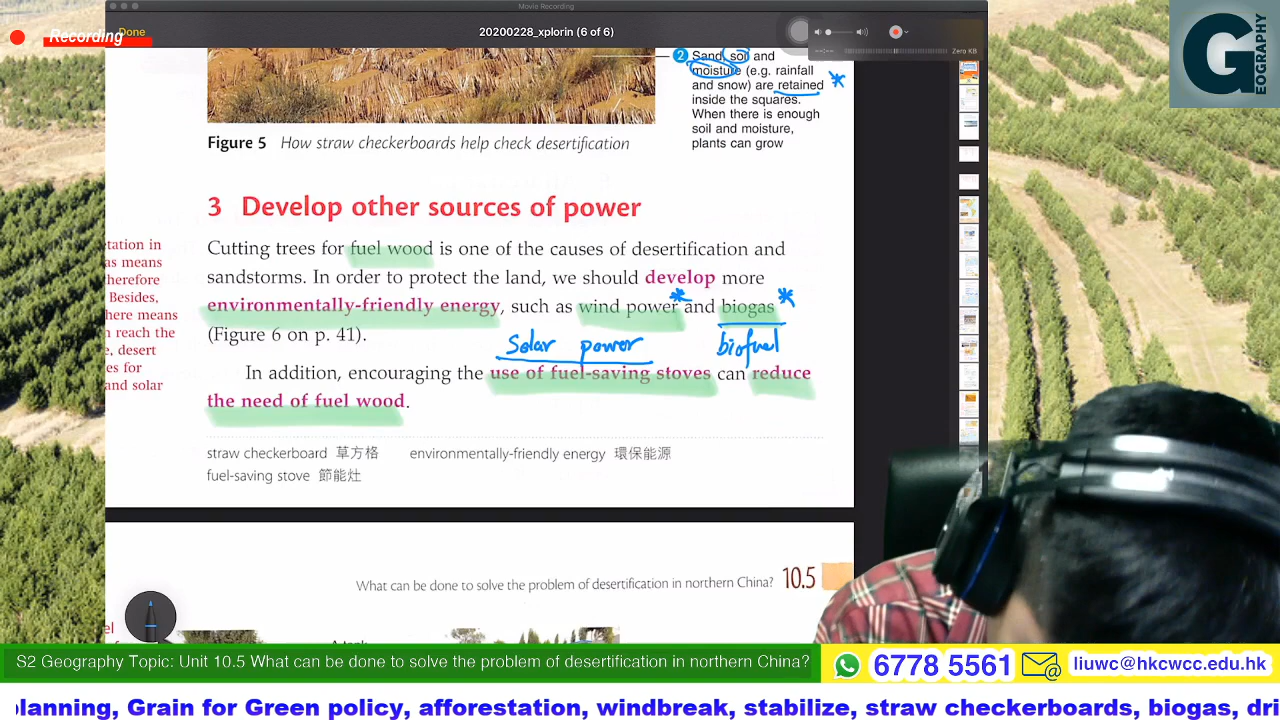 Movie Recording
Recording
Done
20200228_xplorin (6 of 6)
Zero KB
G
EOGRAPHY
2 Sand, soil and
moisture (e.g. rainfall
and snow) are retained
inside the squares.
When there is enough
soil and moisture,
plants can grow
Figure 5 How straw checkerboards help check desertification
3 Develop other sources of power
Cutting trees for fuel wood is one of the causes of desertification and
sandstorms. In order to protect the land, we should develop more
environmentally-friendly energy, such as wind power* and biogas*
(Figure 6 on p. 41).
Solar power biofuel
In addition, encouraging the use of fuel-saving stoves can reduce
the need of fuel wood.
etation in
as means
herefore
Besides,
here means
n reach the
e, desert
es for
and solar
straw checkerboard 草方格 environmentally-friendly energy 環保能源
fuel-saving stove 節能灶
What can be done to solve the problem of desertification in northern China? 10.5
el
S2 Geography Topic: Unit 10.5 What can be done to solve the problem of desertification in northern China?
6778 5561
liuwc@hkcwcc.edu.hk
planning, Grain for Green policy, afforestation, windbreak, stabilize, straw checkerboards, biogas, dri